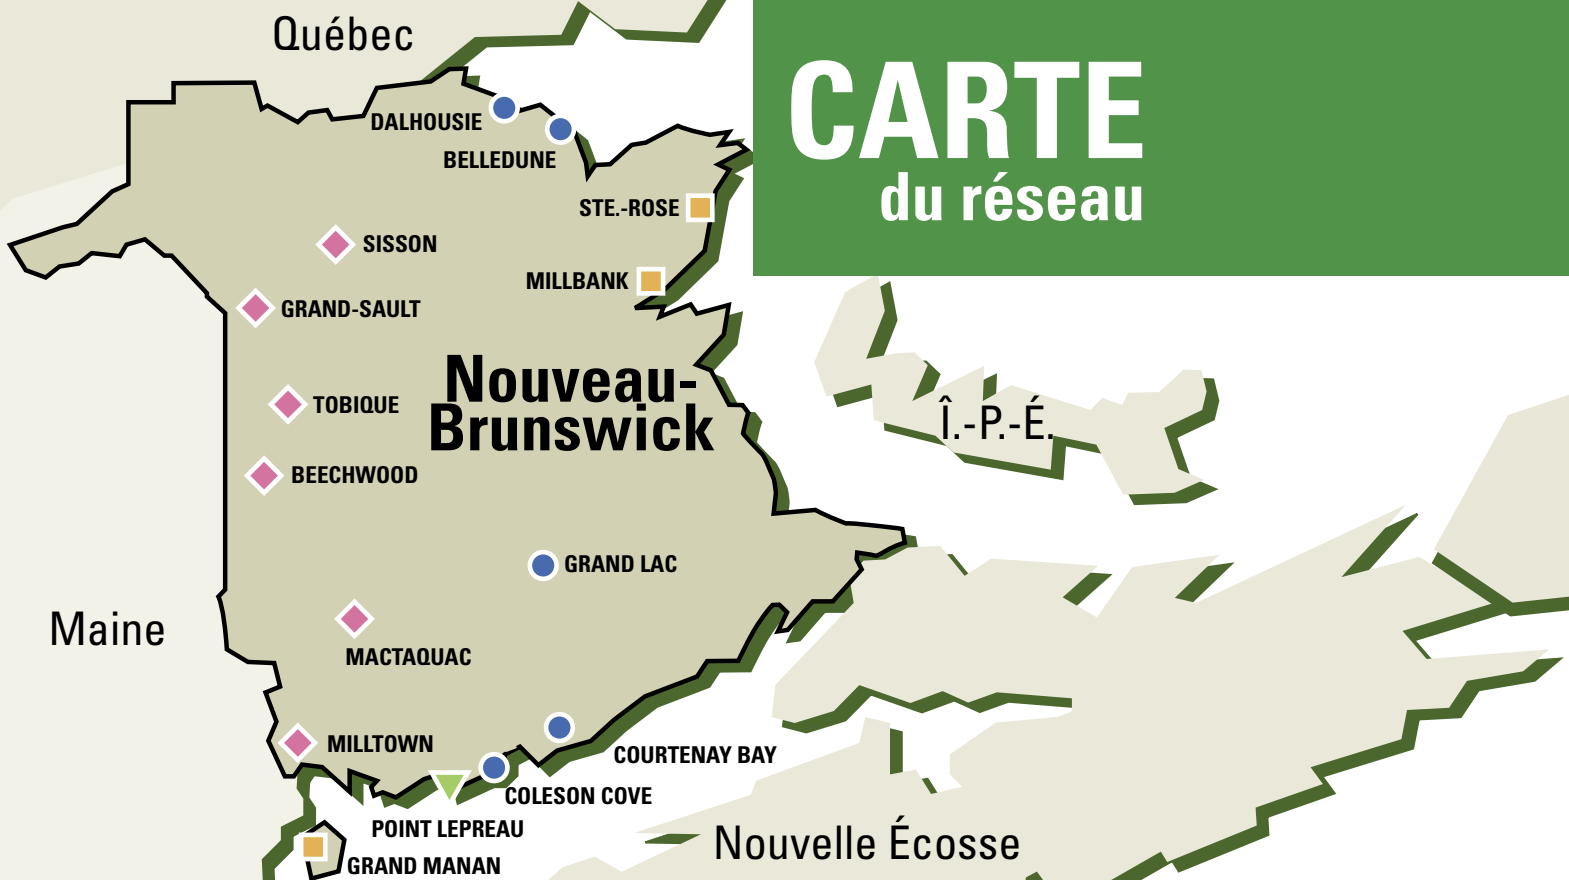 Québec
CARTE
du réseau
DALHOUSIE
BELLEDUNE
STE.-ROSE
SISSON
MILLBANK
GRAND-SAULT
Nouveau-
Brunswick
TOBIQUE
Î.-P.-É.
BEECHWOOD
GRAND LAC
Maine
MACTAQUAC
MILLTOWN
COURTENAY BAY
COLESON COVE
POINT LEPREAU
Nouvelle Écosse
GRAND MANAN